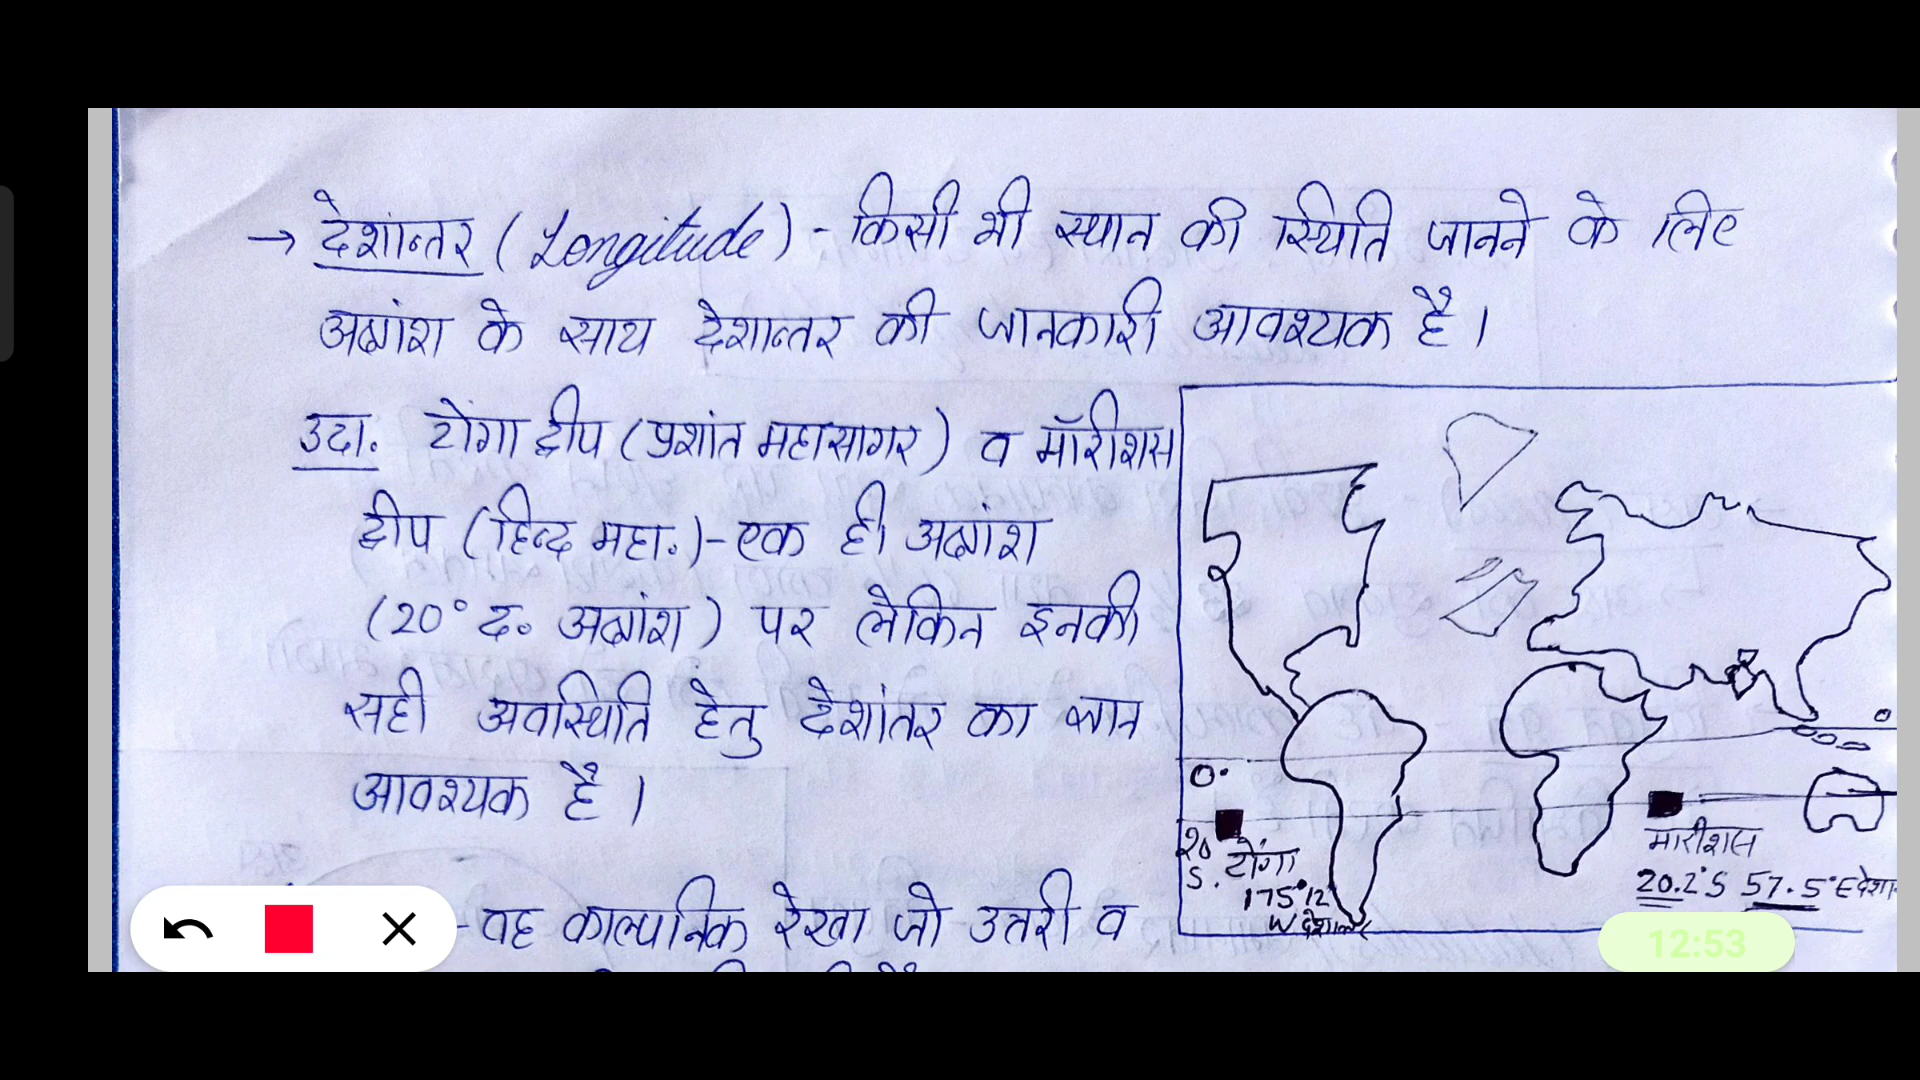 → देशांन्तर (Longitude) - किसी भी स्थान की स्थिति जानने के लिए
अक्षांश के साथ देशान्तर की जानकारी आवश्यक है।
उदा. टोंगा द्वीप (प्रशांत महासागर) व मॉरीशस
द्वीप (हिन्द महा.) - एक ही अक्षांश
(20° द. अक्षांश) पर लेकिन इनकी
सही अवस्थिति हेतु देशांतर का ज्ञान
आवश्यक है।
- वह काल्पनिक रेखा जो उत्तरी व
0°
20
S.
टोंगा
175°12'
W देशान्तर
मारीशस
20.2°S 57.5°E देशा
12:53